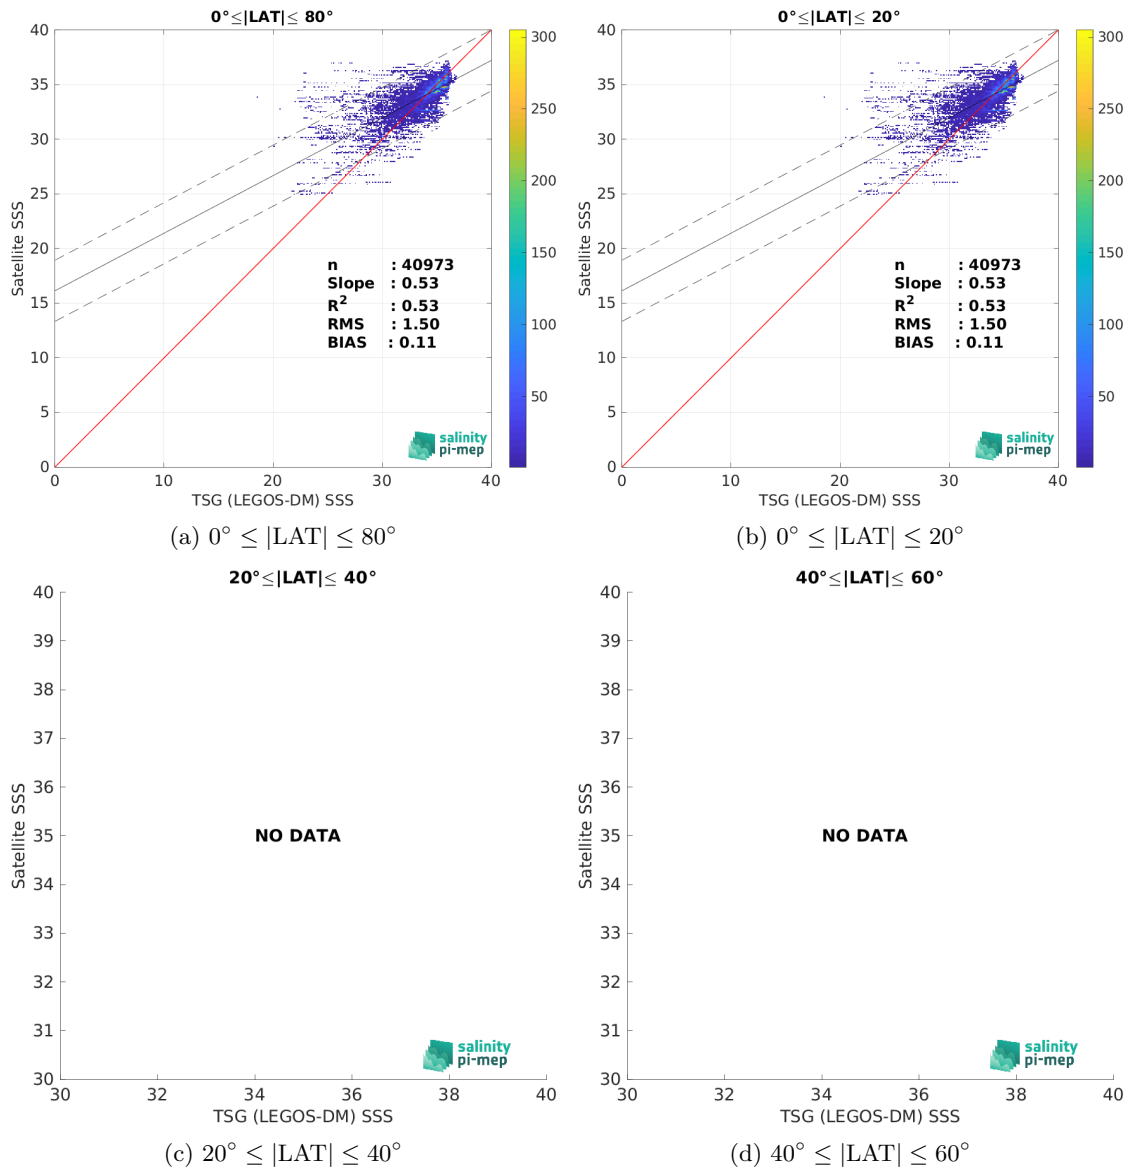 0°≤|LAT|≤ 80°
40
35
30
25
20
15
10
5
0
Satellite SSS
n : 40973
Slope : 0.53
R² : 0.53
RMS : 1.50
BIAS : 0.11
salinity
pi-mep
0 10 20 30 40
TSG (LEGOS-DM) SSS
300
250
200
150
100
50
(a) 0° ≤ |LAT| ≤ 80°
0°≤|LAT|≤ 20°
40
35
30
25
20
15
10
5
0
Satellite SSS
n : 40973
Slope : 0.53
R² : 0.53
RMS : 1.50
BIAS : 0.11
salinity
pi-mep
0 10 20 30 40
TSG (LEGOS-DM) SSS
300
250
200
150
100
50
(b) 0° ≤ |LAT| ≤ 20°
20°≤|LAT|≤ 40°
40
39
38
37
36
35
34
33
32
31
30
Satellite SSS
NO DATA
salinity
pi-mep
30 32 34 36 38 40
TSG (LEGOS-DM) SSS
(c) 20° ≤ |LAT| ≤ 40°
40°≤|LAT|≤ 60°
40
39
38
37
36
35
34
33
32
31
30
Satellite SSS
NO DATA
salinity
pi-mep
30 32 34 36 38 40
TSG (LEGOS-DM) SSS
(d) 40° ≤ |LAT| ≤ 60°